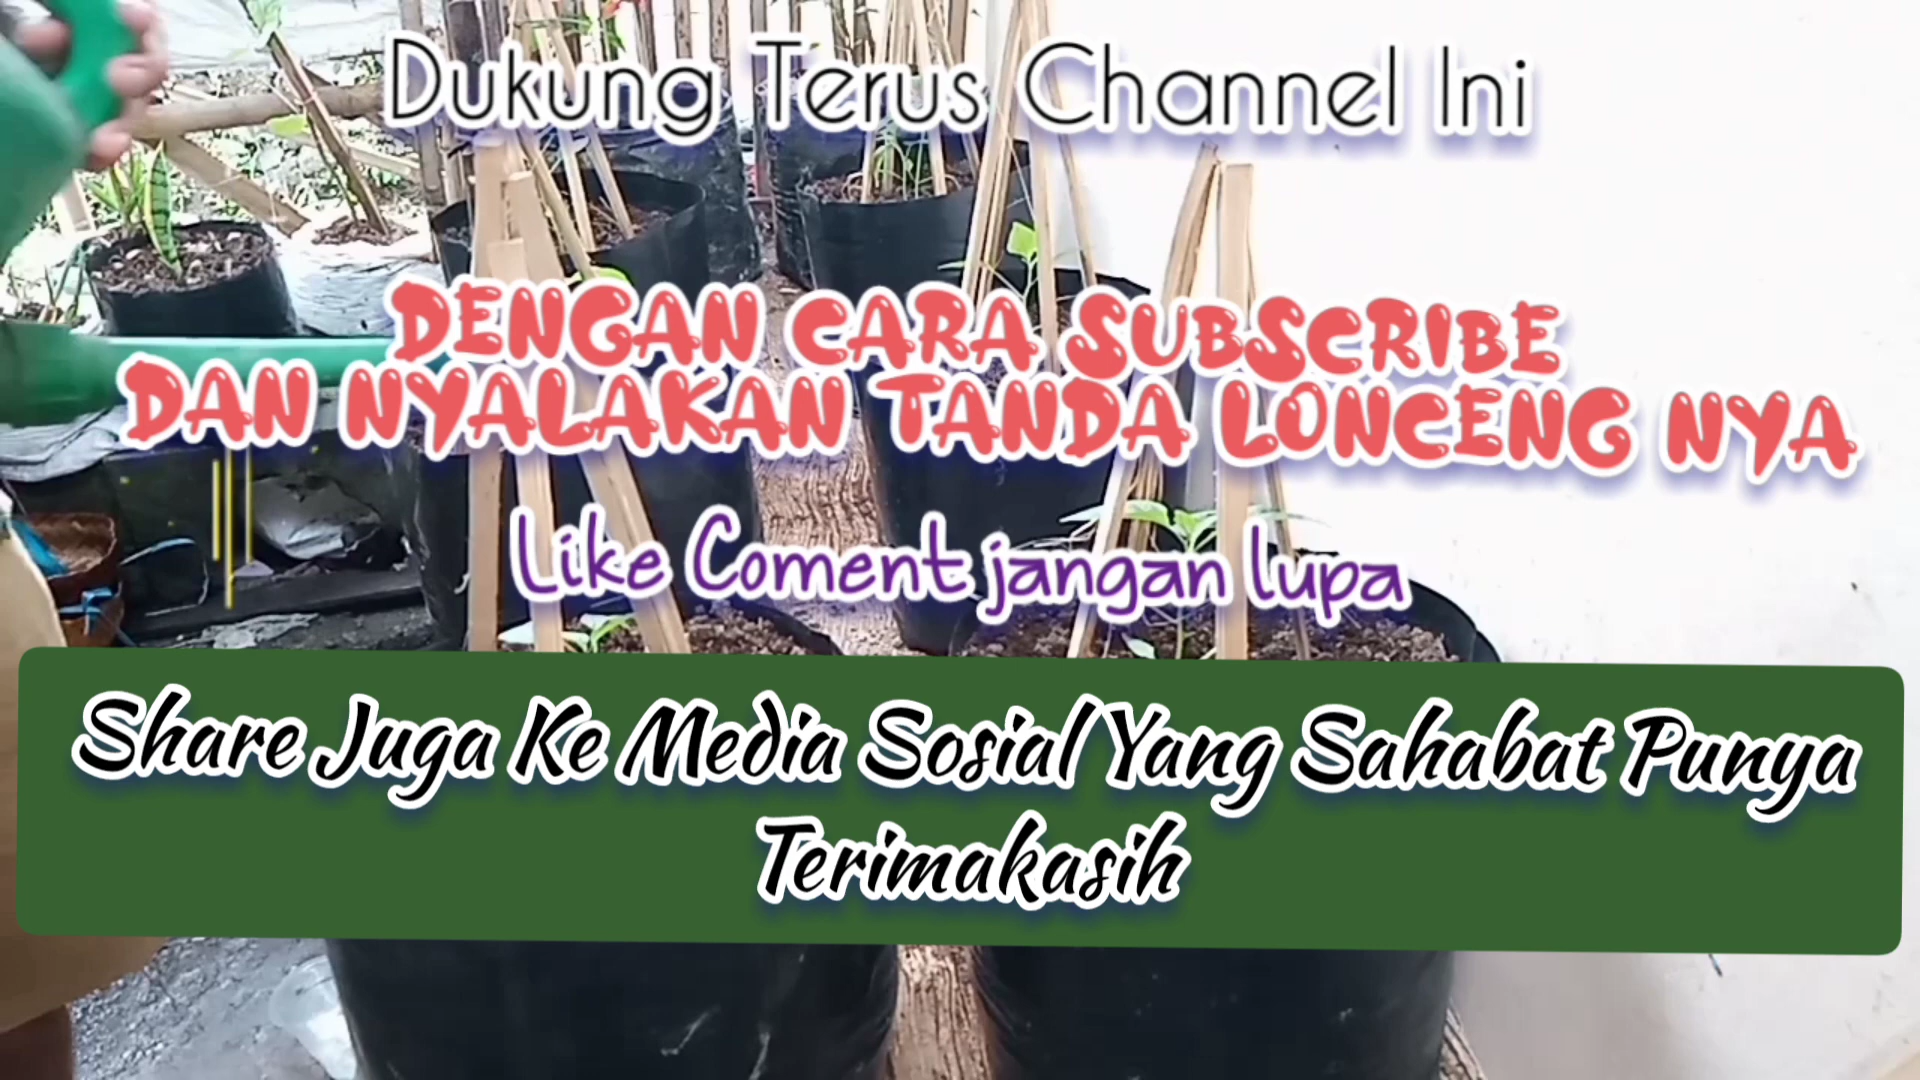 Dukung Terus Channel Ini
DENGAN CARA SUBSCRIBE
DAN NYALAKAN TANDA LONCENG NYA
Like Coment jangan lupa
Share Juga Ke Media Sosial Yang Sahabat Punya
Terimakasih